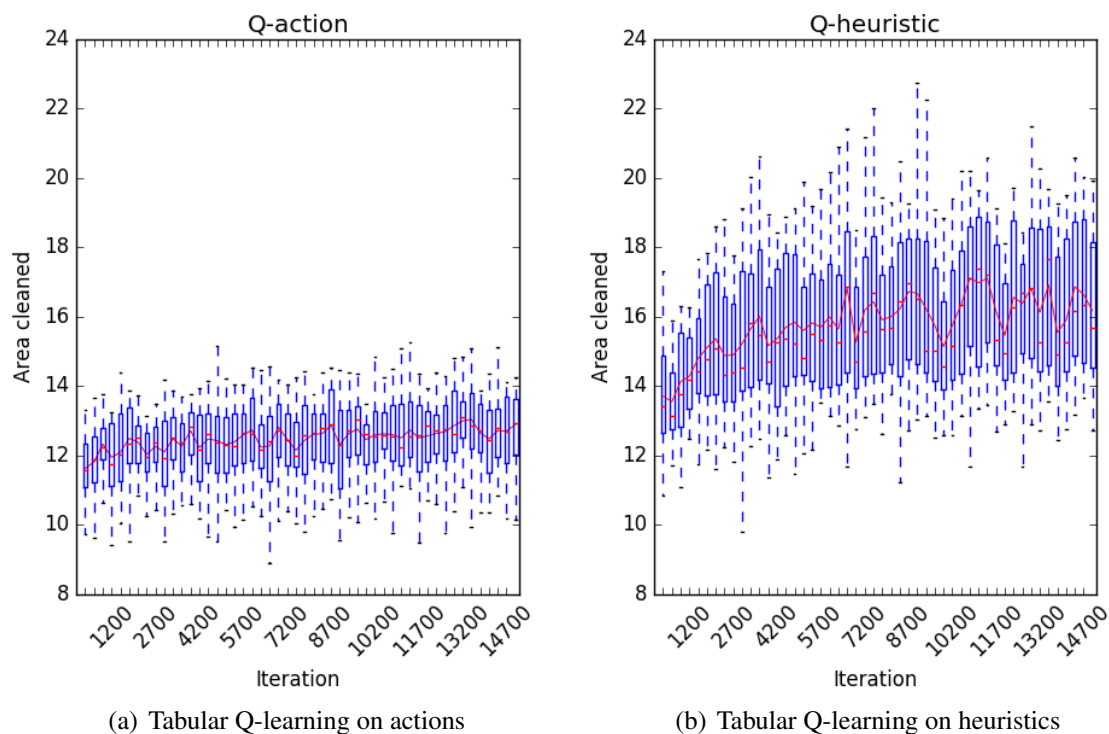 Q-action
24
22
20
18
16
14
12
10
8
Area cleaned
1200 2700 4200 5700 7200 8700 10200 11700 13200 14700
Iteration
(a) Tabular Q-learning on actions
Q-heuristic
24
22
20
18
16
14
12
10
8
Area cleaned
1200 2700 4200 5700 7200 8700 10200 11700 13200 14700
Iteration
(b) Tabular Q-learning on heuristics